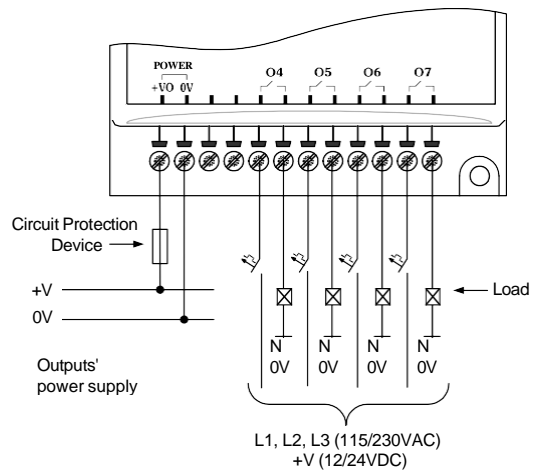 POWER
+VO 0V
O4 O5 O6 O7
Circuit Protection
Device
+V
0V
Load
N N N N
0V 0V 0V 0V
Outputs'
power supply
L1, L2, L3 (115/230VAC)
+V (12/24VDC)